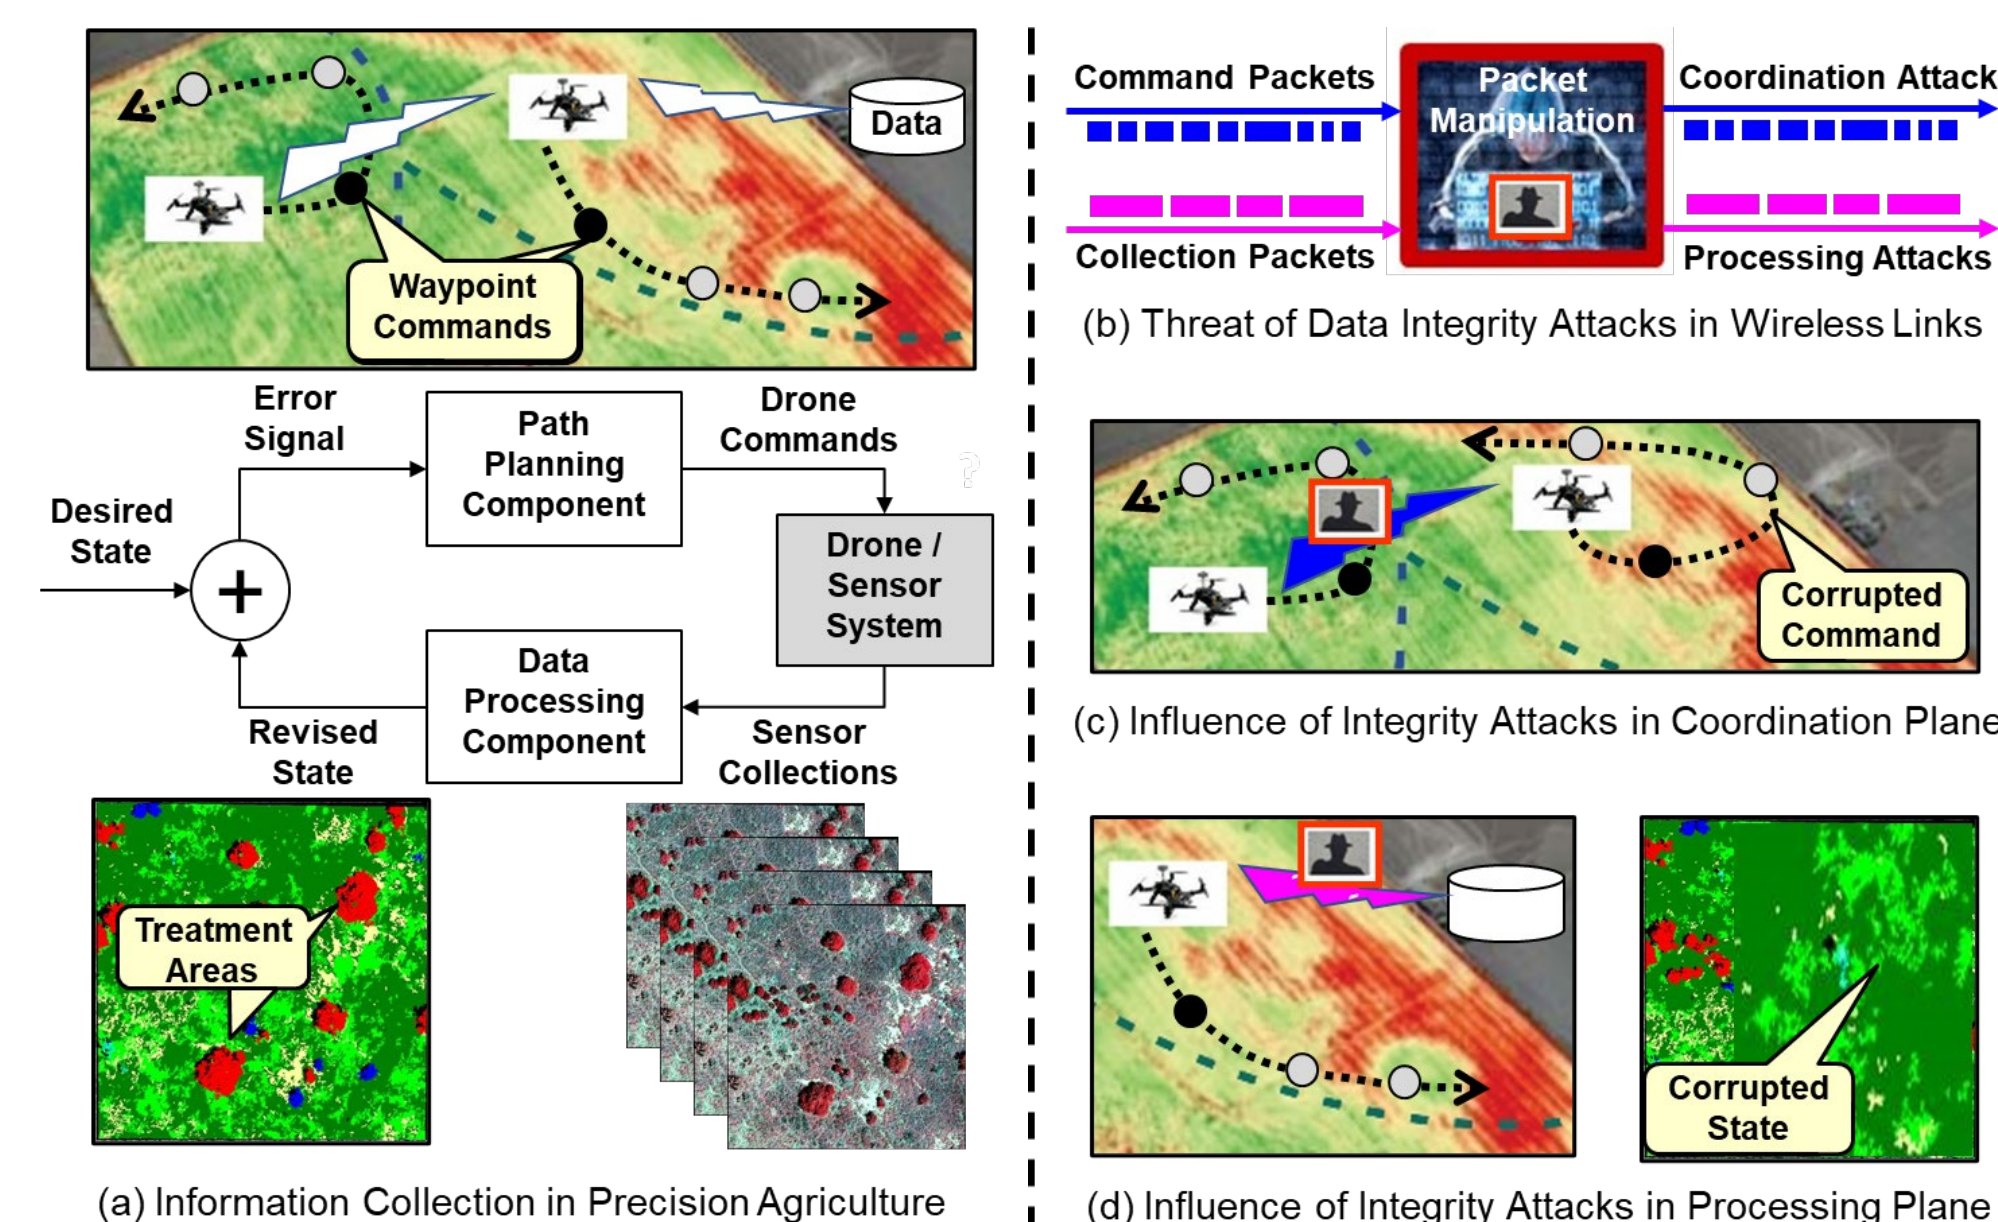 Data
Waypoint
Commands
Error
Signal
Path
Planning
Component
Drone
Commands
?
Desired
State
+
Drone /
Sensor
System
Data
Processing
Component
Revised
State
Sensor
Collections
Treatment
Areas
(a) Information Collection in Precision Agriculture
Command Packets
Packet
Manipulation
Coordination Attack
Collection Packets
Processing Attacks
(b) Threat of Data Integrity Attacks in Wireless Links
Corrupted
Command
(c) Influence of Integrity Attacks in Coordination Plane
Corrupted
State
(d) Influence of Integrity Attacks in Processing Plane